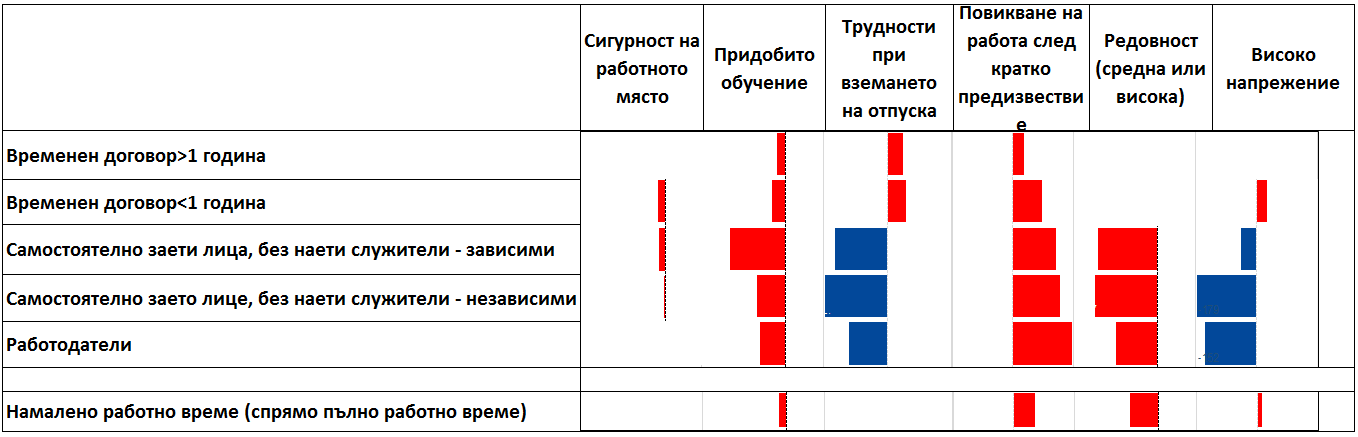 Сигурност на
работното
място
Придобито
обучение
Трудности
при
вземането
на отпуска
Повикване на
работа след
кратко
предизвестви
е
Редовност
(средна или
висока)
Високо
напрежение
Временен договор>1 година
Временен договор<1 година
Самостоятелно заети лица, без наети служители - зависими
Самостоятелно заето лице, без наети служители - независими
Работодатели
Намалено работно време (спрямо пълно работно време)